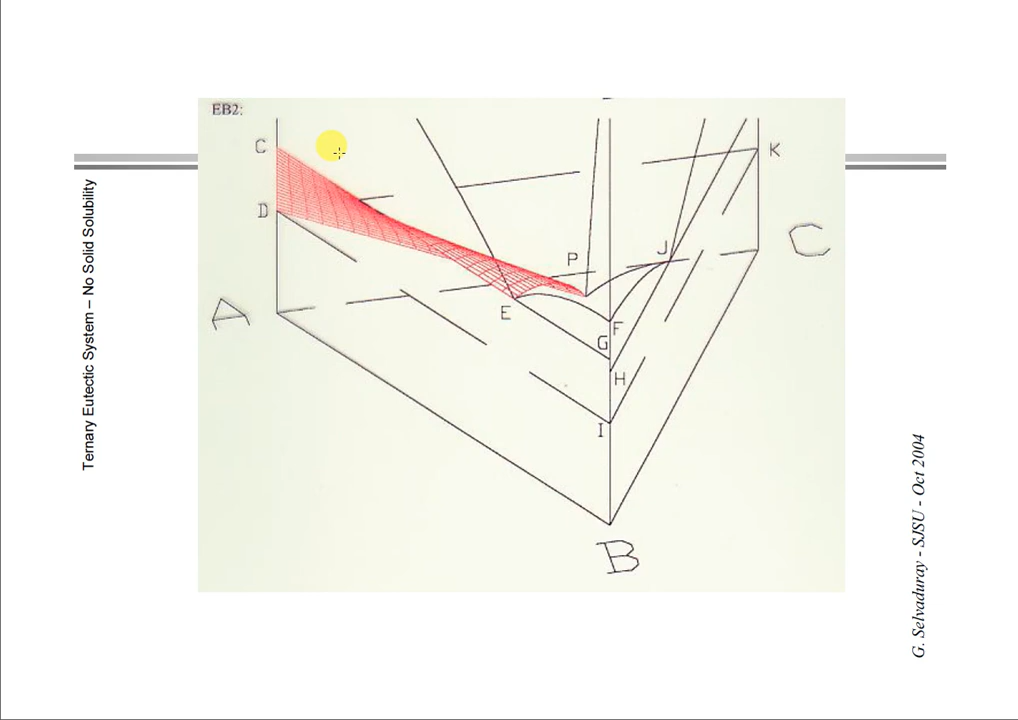 EB2:
C
K
D
C
J
P
A
E
F
G
H
I
B
Ternary Eutectic System – No Solid Solubility
G. Selvaduray - SJSU - Oct 2004